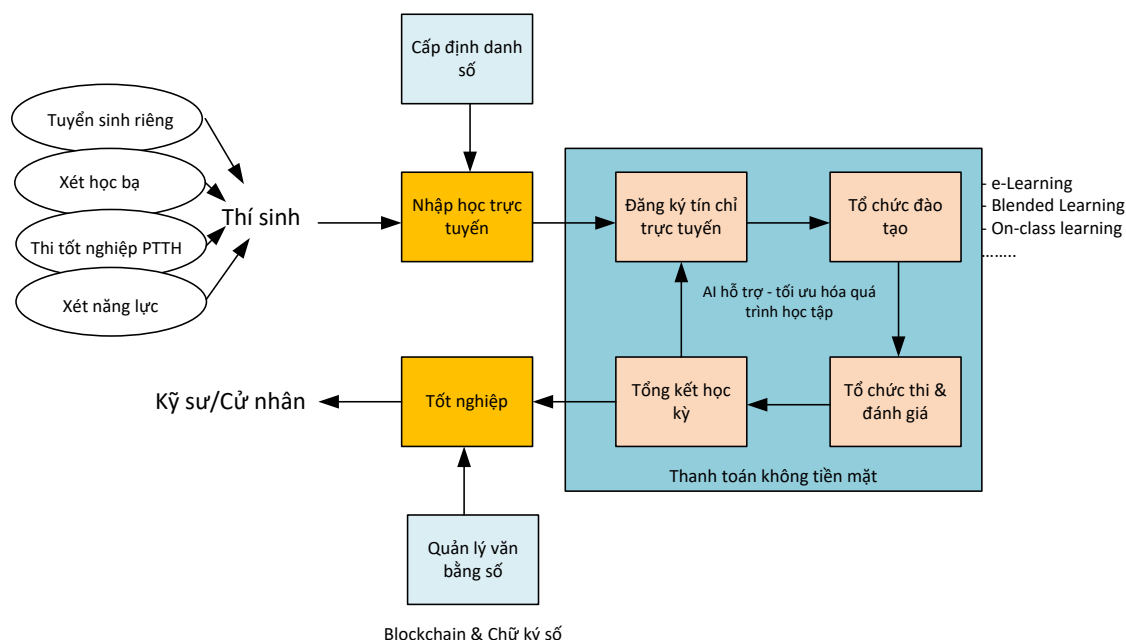 Cấp định danh
số
Tuyển sinh riêng
Xét học bạ
Thi tốt nghiệp PTTH
Xét năng lực
Thí sinh
Nhập học trực
tuyến
Đăng ký tín chỉ
trực tuyến
Tổ chức đào
tạo
- e-Learning
- Blended Learning
- On-class learning
........
AI hỗ trợ - tối ưu hóa quá
trình học tập
Kỹ sư/Cử nhân
Tốt nghiệp
Tổng kết học
kỳ
Tổ chức thi &
đánh giá
Thanh toán không tiền mặt
Quản lý văn
bằng số
Blockchain & Chữ ký số